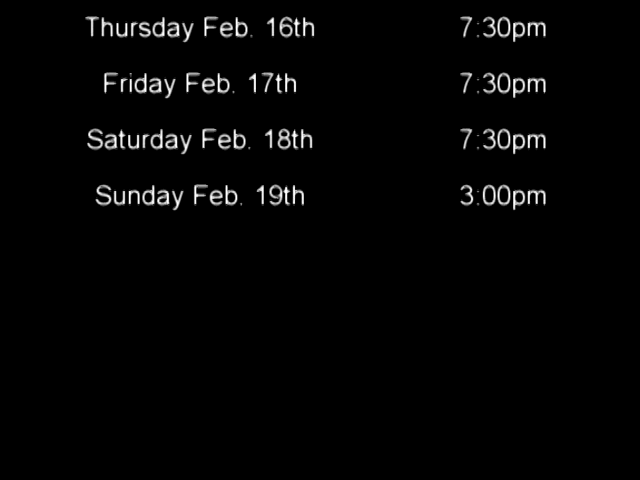 Thursday Feb. 16th 7:30pm
Friday Feb. 17th 7:30pm
Saturday Feb. 18th 7:30pm
Sunday Feb. 19th 3:00pm